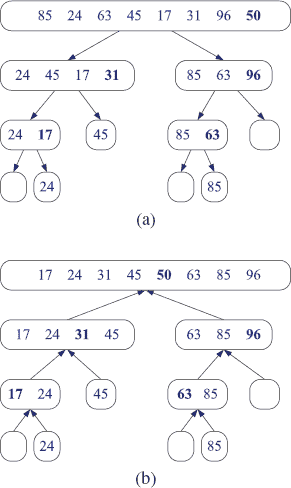 85 24 63 45 17 31 96 50
24 45 17 31 85 63 96
24 17 45 85 63
24 85
(a)
17 24 31 45 50 63 85 96
17 24 31 45 63 85 96
17 24 45 63 85
24 85
(b)